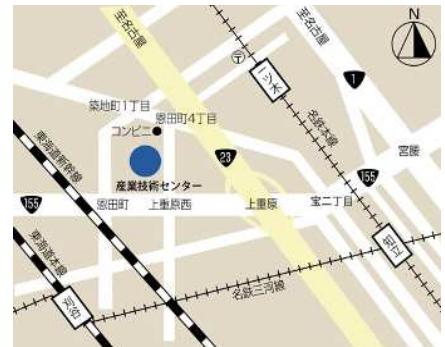 N
至名古屋
至名古屋
一ツ木
1
築地町1丁目
恩田町4丁目
コンビニ
名鉄本線
東海道新幹線
23
宮腰
産業技術センター
155
155
恩田町
上重原西
上重原
宝二丁目
知立
東海道本線
刈谷
名鉄三河線